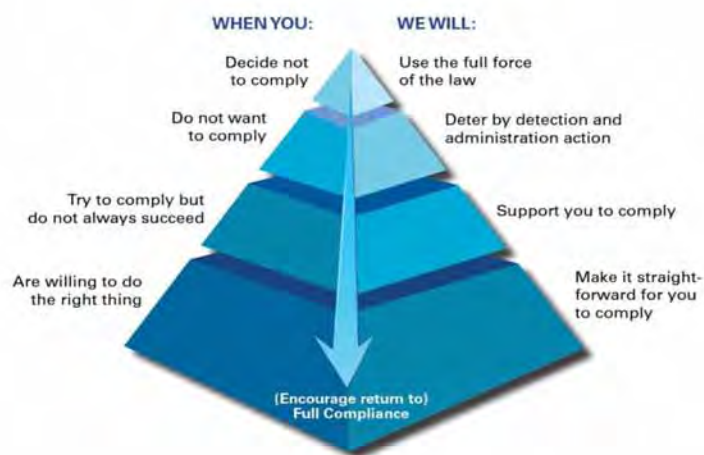 WHEN YOU:
WE WILL:
Decide not
to comply
Use the full force
of the law
Do not want
to comply
Deter by detection and
administration action
Try to comply but
do not always succeed
Support you to comply
Are willing to do
the right thing
Make it straight-
forward for you
to comply
(Encourage return to)
Full Compliance